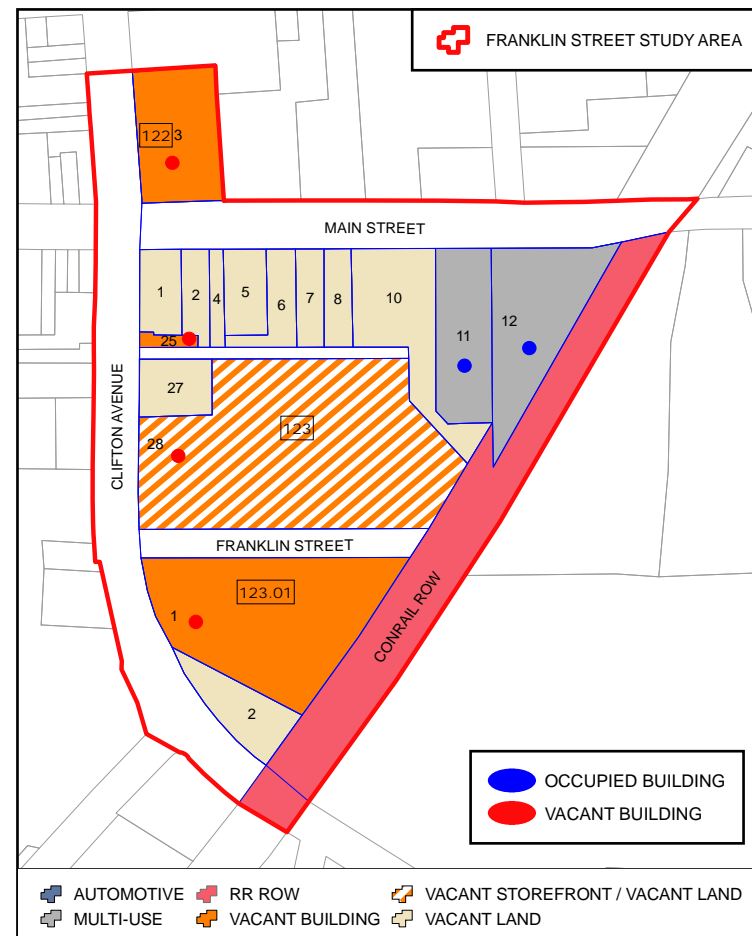 FRANKLIN STREET STUDY AREA
122 3
MAIN STREET
1 2 4 5 6 7 8 10 11 12
25
27
CLIFTON AVENUE
28 123
FRANKLIN STREET
123.01
1
CONRAIL ROW
2
OCCUPIED BUILDING
VACANT BUILDING
AUTOMOTIVE RR ROW VACANT STOREFRONT / VACANT LAND
MULTI-USE VACANT BUILDING VACANT LAND